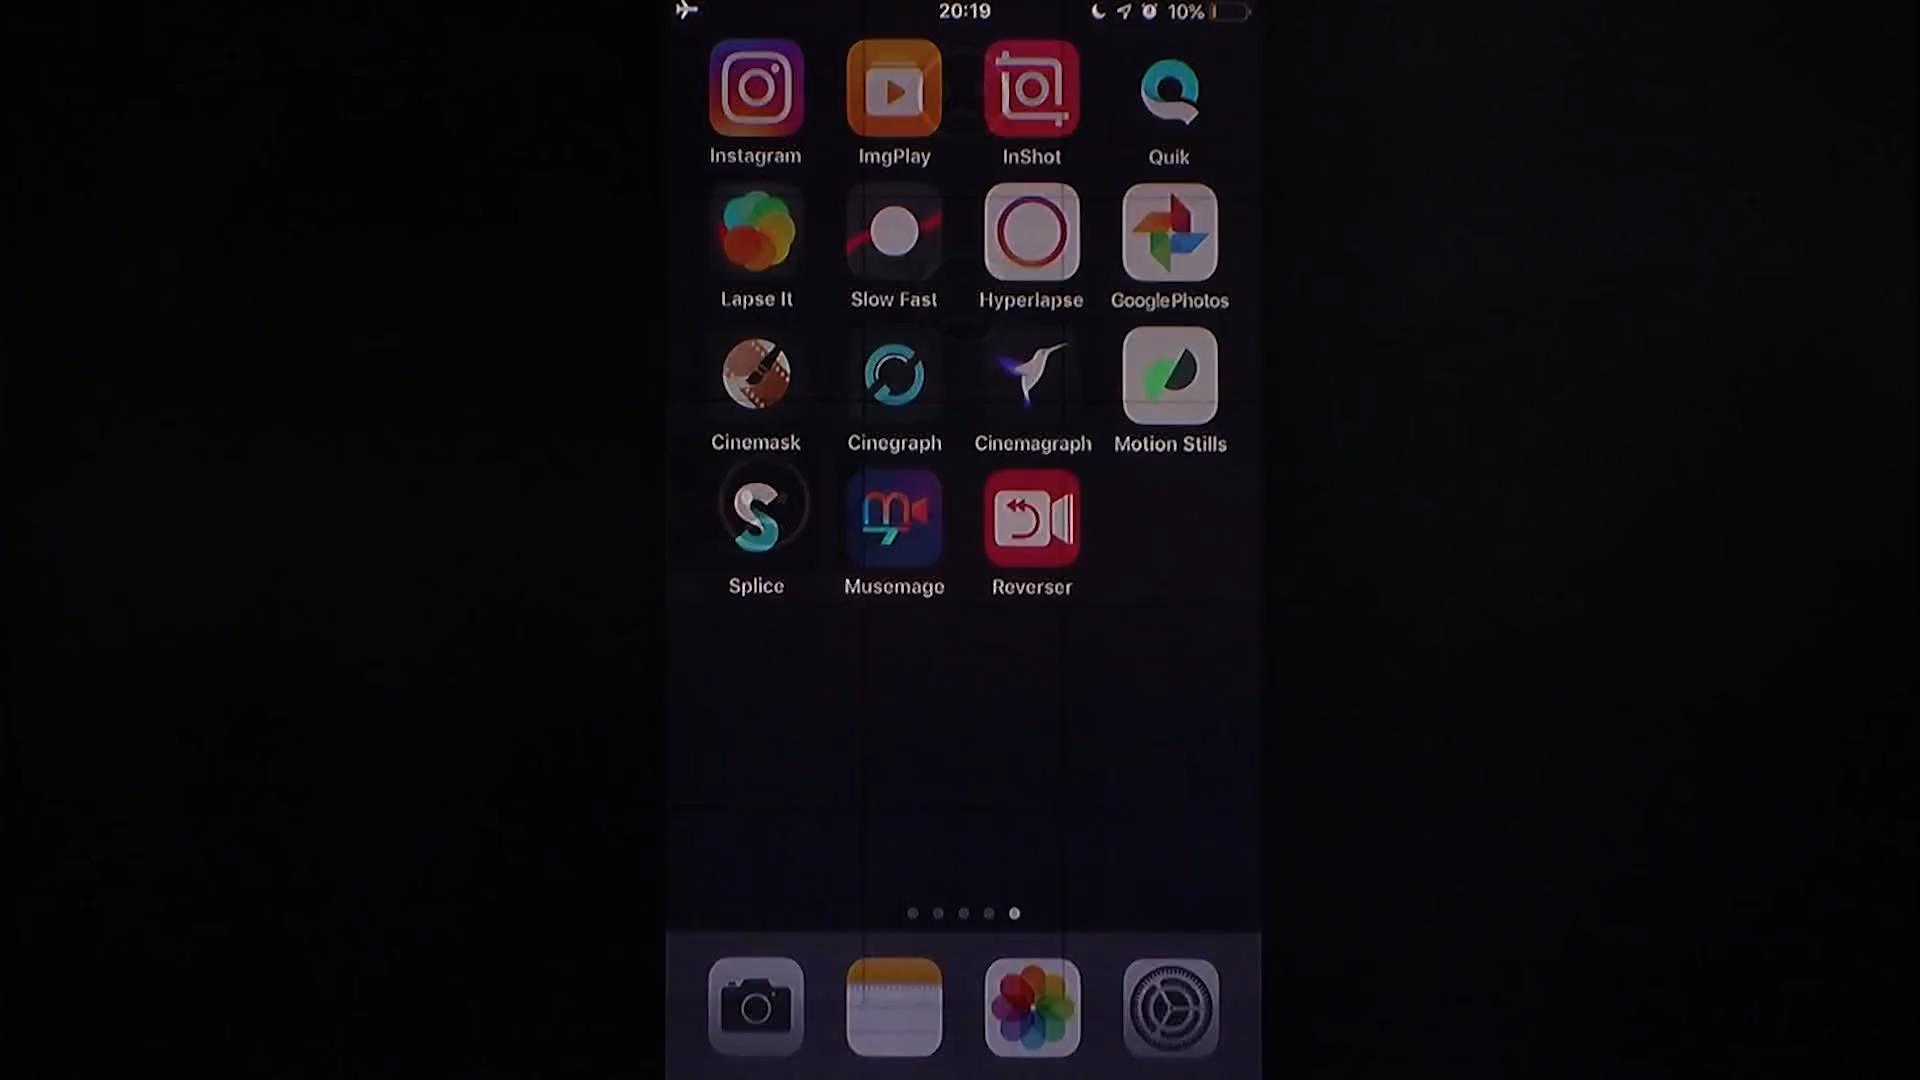 20:19 10%
Instagram ImgPlay InShot Quik
Lapse It Slow Fast Hyperlapse GooglePhotos
Cinemask Cinegraph Cinemagraph Motion Stills
Splice Musemage Reverser